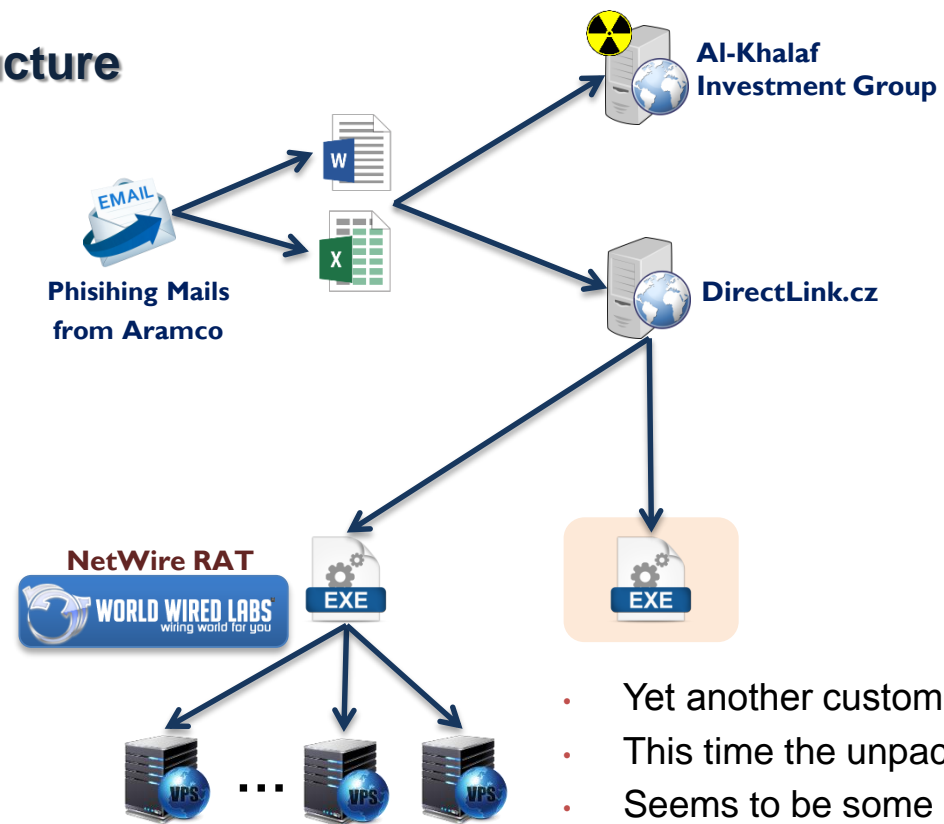 ucture
Al-Khalaf
Investment Group
W
EMAIL
X
Phisihing Mails
from Aramco
DirectLink.cz
NetWire RAT
WORLD WIRED LABS
wiring world for you
EXE
EXE
Yet another custom
This time the unpac
Seems to be some
VPS
...
VPS
VPS